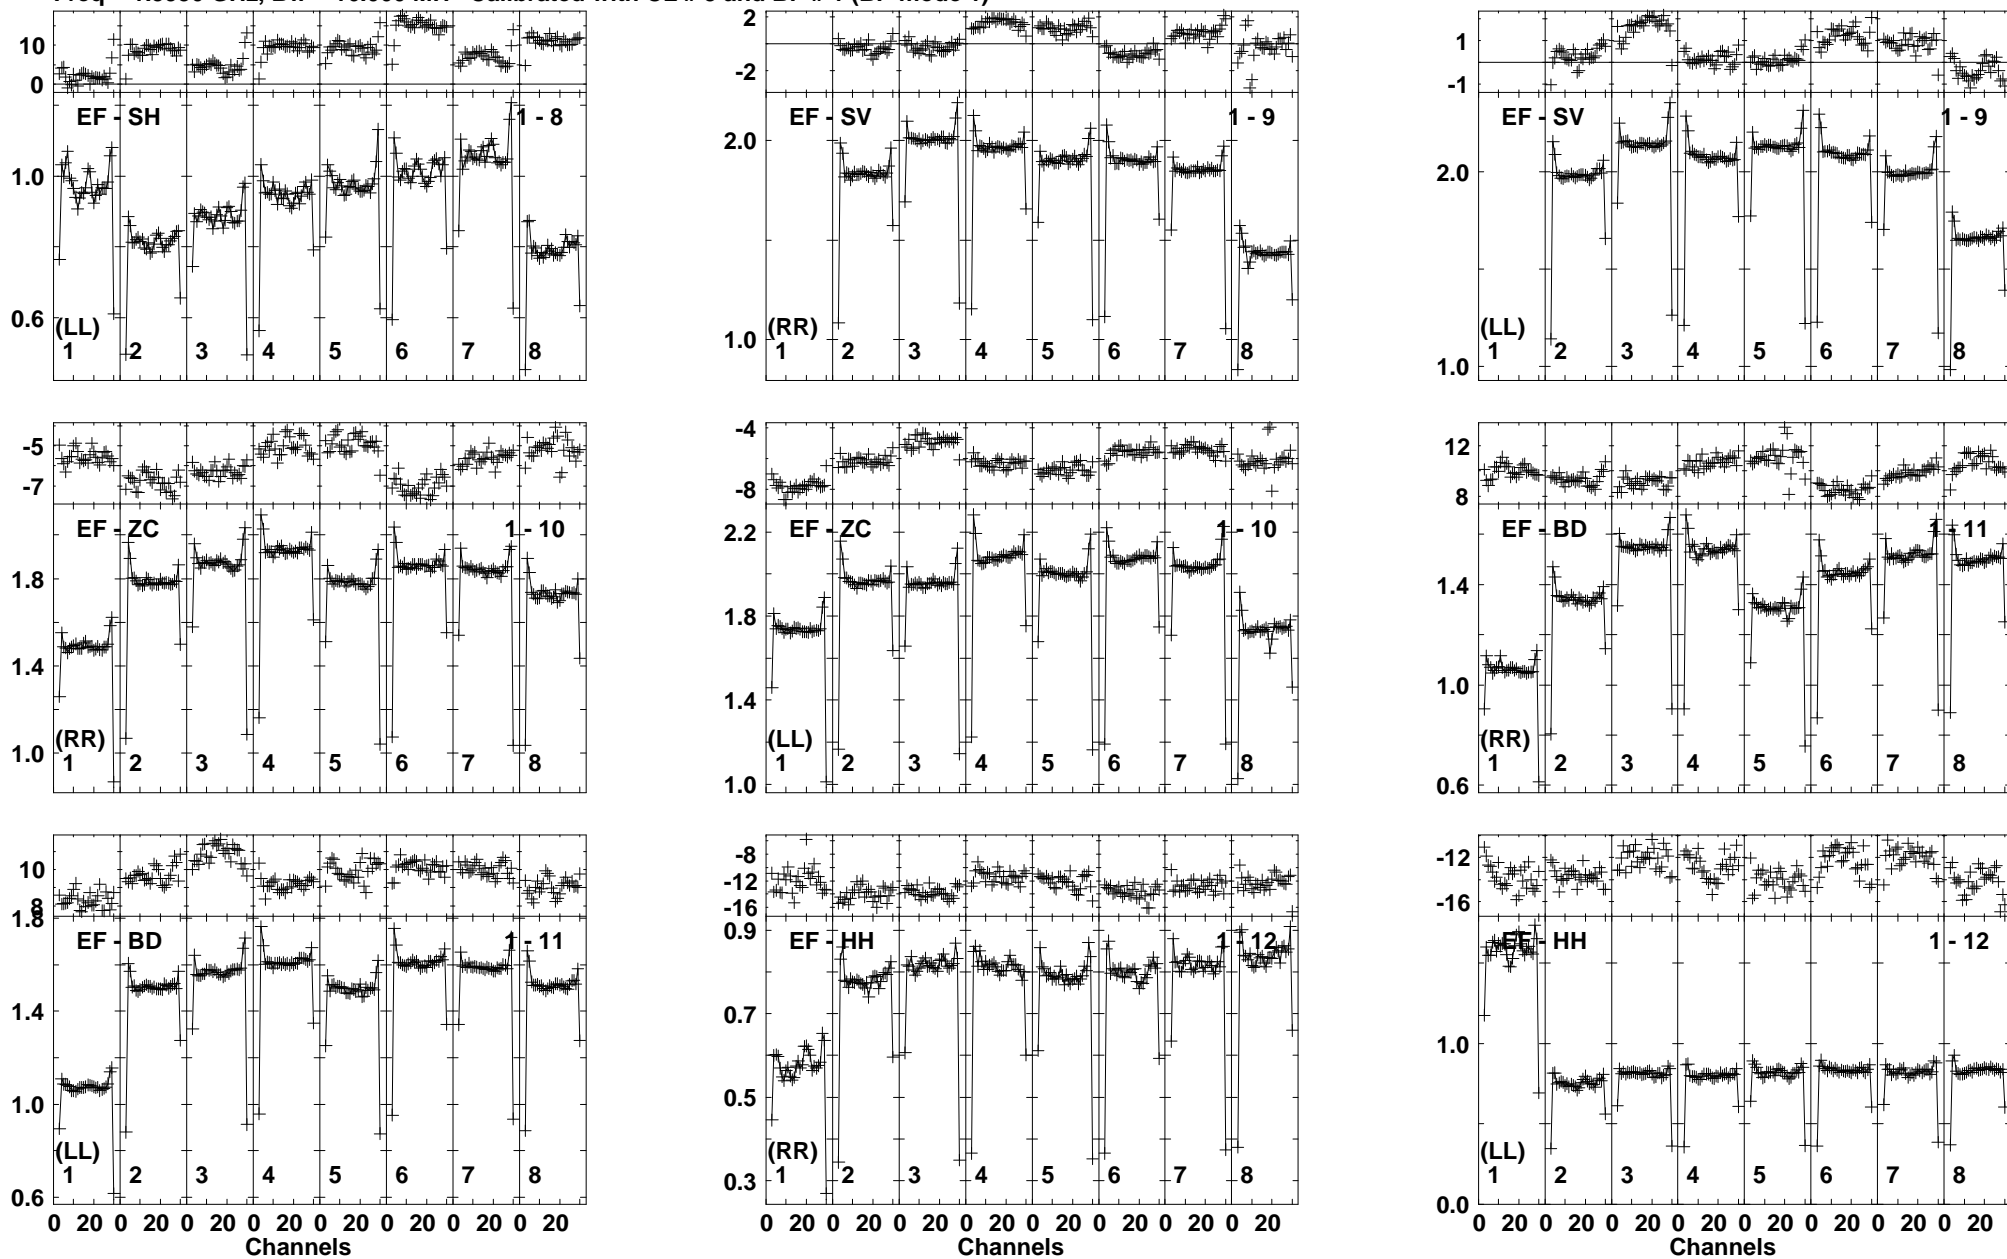 10
0
EF - SH
1 - 8
1.0
0.6
(LL)
1 2 3 4 5 6 7 8
2
-2
EF - SV
1 - 9
2.0
1.0
(RR)
1 2 3 4 5 6 7 8
1
-1
EF - SV
1 - 9
2.0
1.0
(LL)
1 2 3 4 5 6 7 8
-5
-7
EF - ZC
1 - 10
1.8
1.4
1.0
(RR)
1 2 3 4 5 6 7 8
-4
-8
EF - ZC
1 - 10
2.2
1.8
1.4
1.0
(LL)
1 2 3 4 5 6 7 8
12
8
EF - BD
1 - 11
1.4
1.0
0.6
(RR)
1 2 3 4 5 6 7 8
10
8
EF - BD
1 - 11
1.8
1.4
1.0
0.6
(LL)
1 2 3 4 5 6 7 8
0 20 0 20 0 20 0 20 0 20 0 20 0 20 0 20
Channels
-8
-12
-16
EF - HH
1 - 12
0.9
0.7
0.5
0.3
(RR)
1 2 3 4 5 6 7 8
0 20 0 20 0 20 0 20 0 20 0 20 0 20 0 20
Channels
-12
-16
EF - HH
1 - 12
1.0
0.0
(LL)
1 2 3 4 5 6 7 8
0 20 0 20 0 20 0 20 0 20 0 20 0 20 0 20
Channels